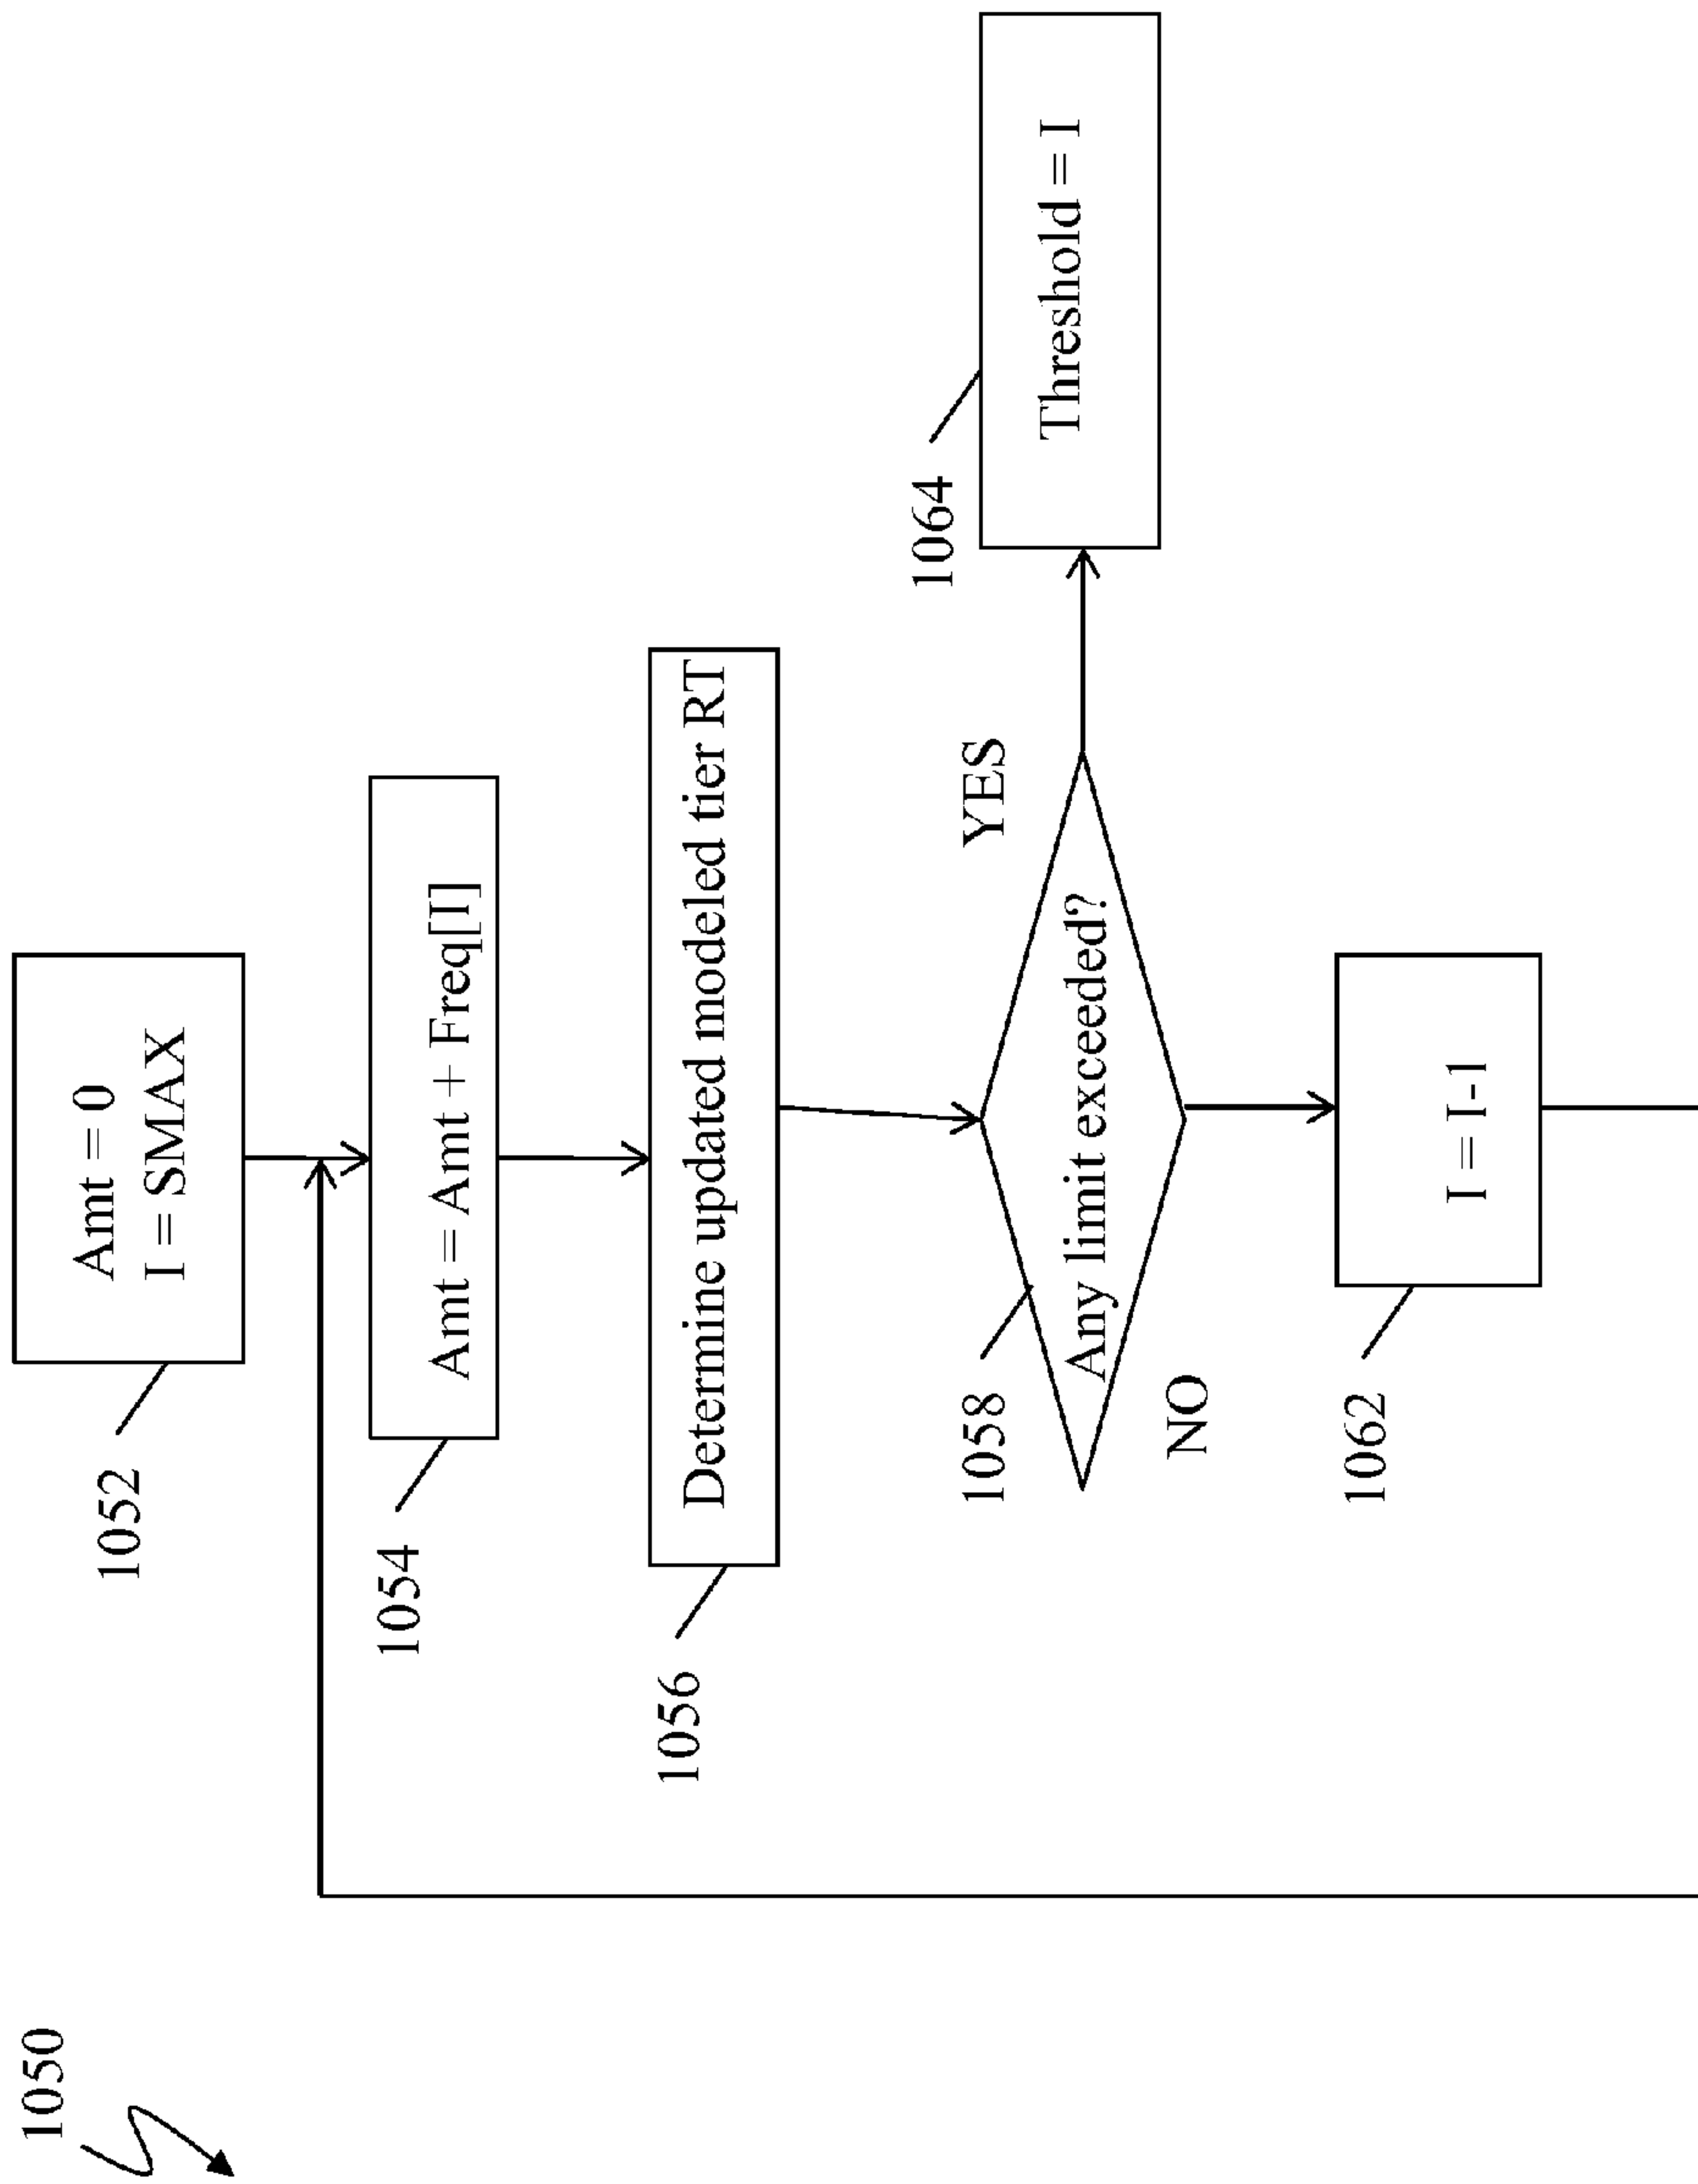 1050
1052
Amt = 0
I = SMAX
1054
Amt = Amt + Freq[I]
1056
Determine updated modeled tier RT
1058
Any limit exceeded?
YES
NO
1064
Threshold = I
1062
I = I-1